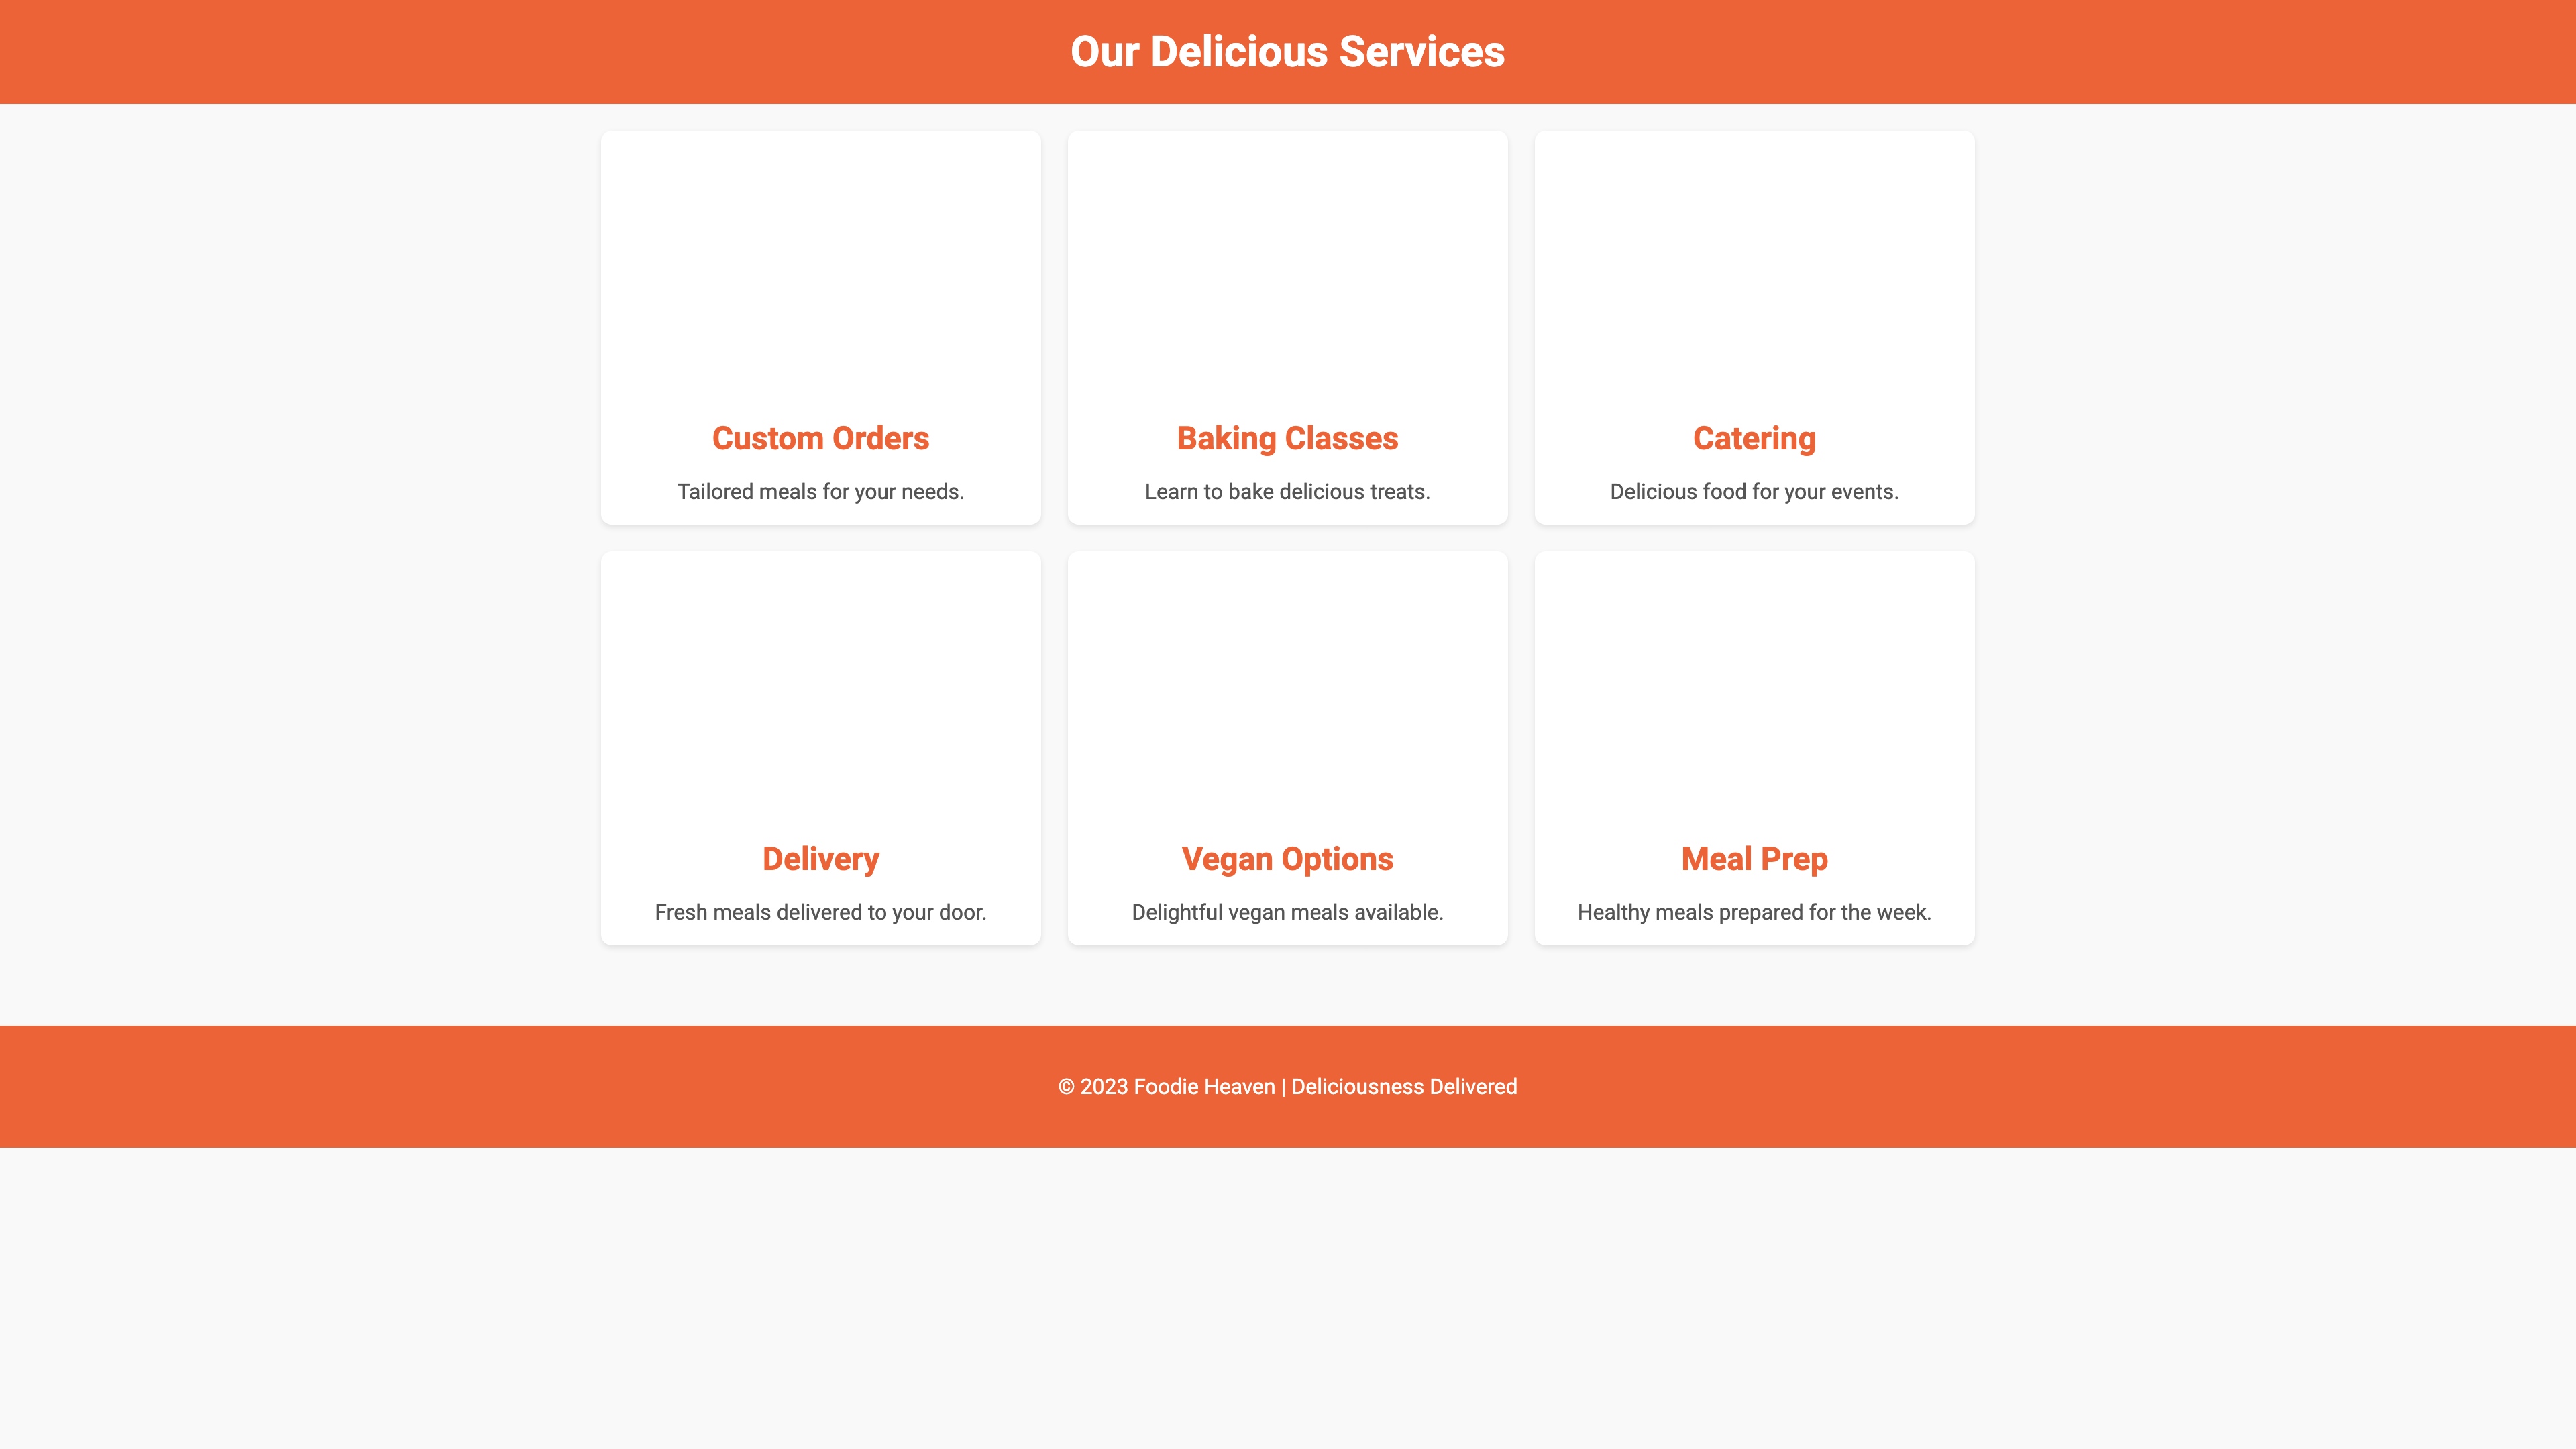 Our Delicious Services
Custom Orders
Tailored meals for your needs.
Baking Classes
Learn to bake delicious treats.
Catering
Delicious food for your events.
Delivery
Fresh meals delivered to your door.
Vegan Options
Delightful vegan meals available.
Meal Prep
Healthy meals prepared for the week.
© 2023 Foodie Heaven | Deliciousness Delivered